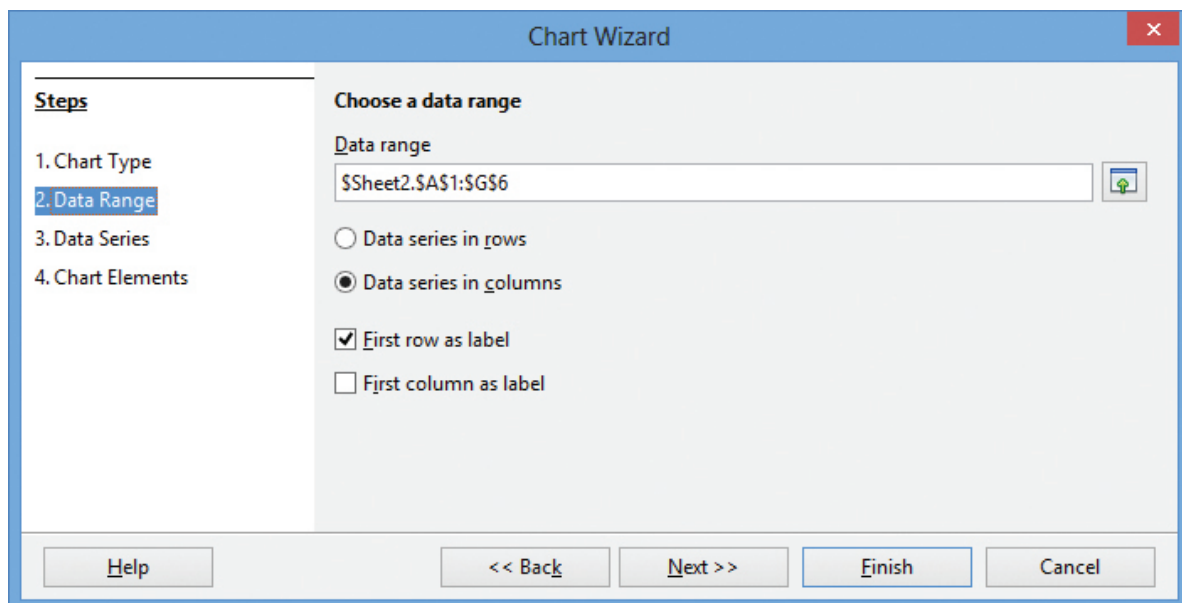 Chart Wizard
Steps
1. Chart Type
2. Data Range
3. Data Series
4. Chart Elements
Choose a data range
Data range
$Sheet2.$A$1:$G$6
Data series in rows
Data series in columns
First row as label
First column as label
Help
<< Back
Next >>
Finish
Cancel